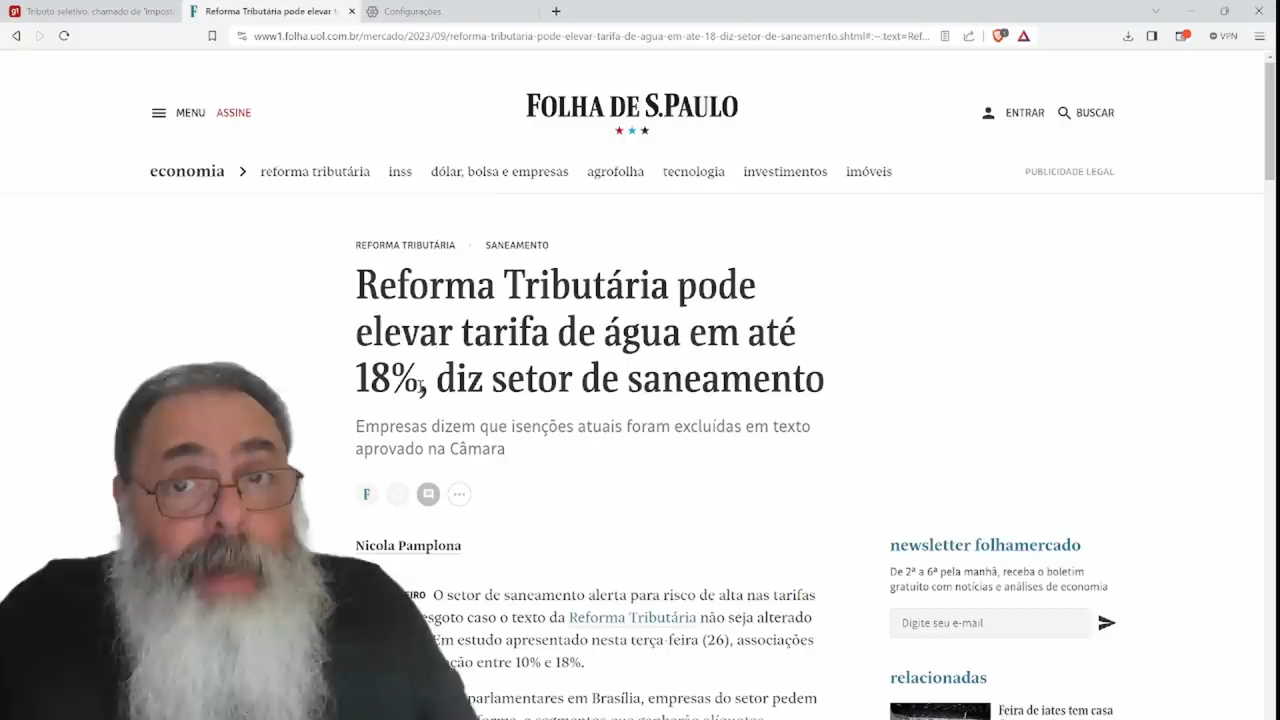 g1 Tributo seletivo, chamado de 'impost
F Reforma Tributária pode elevar t
Configurações
www1.folha.uol.com.br/mercado/2023/09/reforma-tributaria-pode-elevar-tarifa-de-agua-em-ate-18-diz-setor-de-saneamento.shtml#:~:text=Ref...
VPN
MENU ASSINE
FOLHA DE S.PAULO
ENTRAR BUSCAR
economia reforma tributária inss dólar, bolsa e empresas agrofolha tecnologia investimentos imóveis PUBLICIDADE LEGAL
REFORMA TRIBUTÁRIA · SANEAMENTO
Reforma Tributária pode
elevar tarifa de água em até
18%, diz setor de saneamento
Empresas dizem que isenções atuais foram excluídas em texto
aprovado na Câmara
F
Nicola Pamplona
EIRO O setor de saneamento alerta para risco de alta nas tarifas
esgoto caso o texto da Reforma Tributária não seja alterado
Em estudo apresentado nesta terça-feira (26), associações
ção entre 10% e 18%.
parlamentares em Brasília, empresas do setor pedem
newsletter folhamercado
De 2ª a 6ª pela manhã, receba o boletim
gratuito com notícias e análises de economia
Digite seu e-mail
relacionadas
Feira de iates tem casa